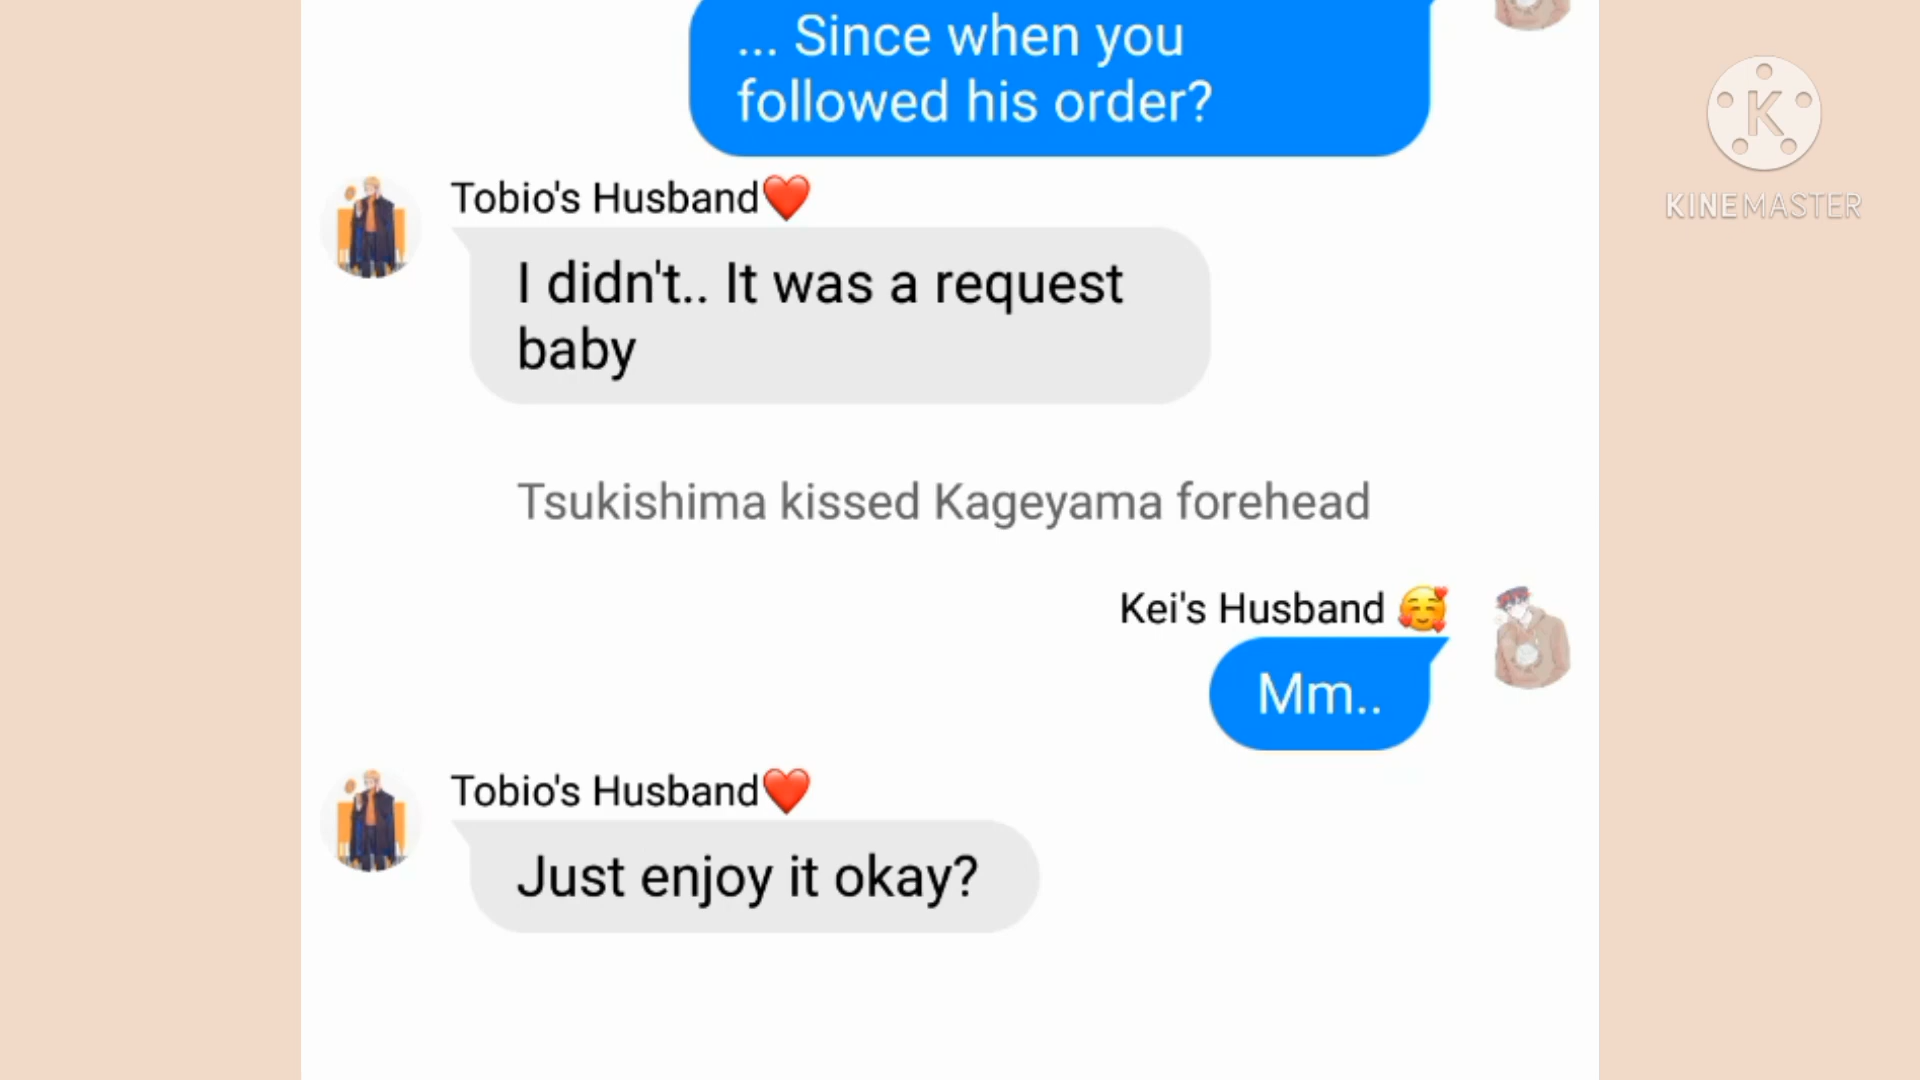 ... Since when you
followed his order?
Tobio's Husband❤️
I didn't.. It was a request
baby
Tsukishima kissed Kageyama forehead
Kei's Husband 🥰
Mm..
Tobio's Husband❤️
Just enjoy it okay?
K
KINEMASTER